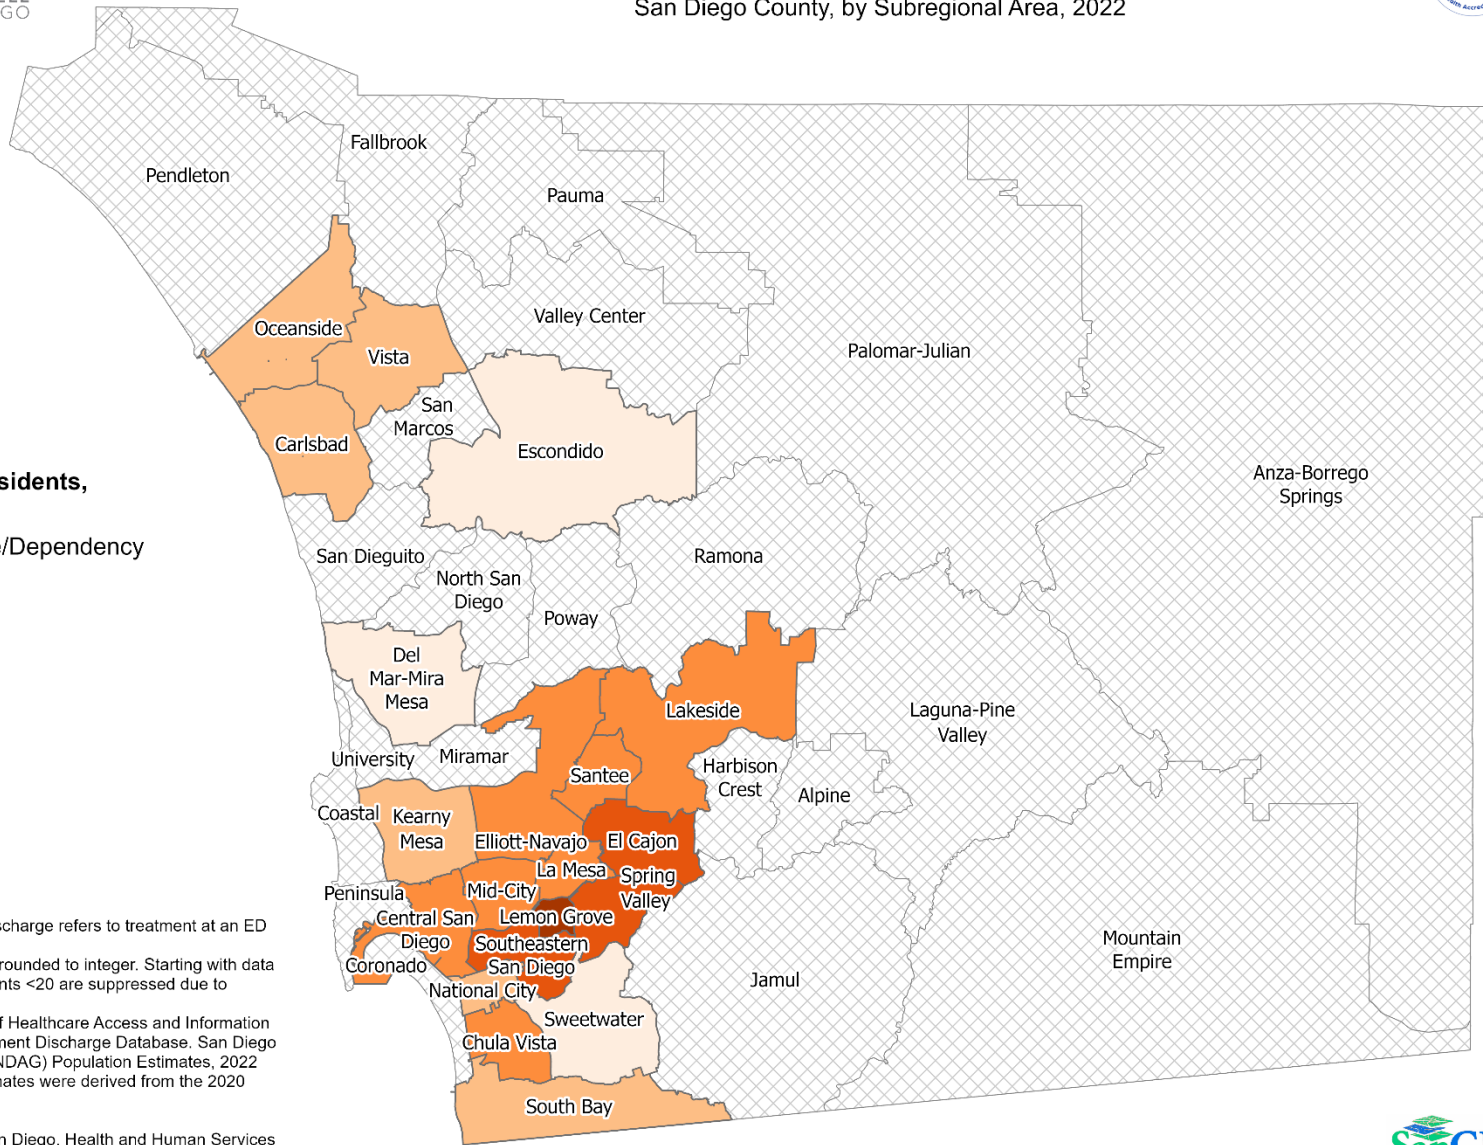 GO
San Diego County, by Subregional Area, 2022
Fallbrook
Pendleton
Pauma
Valley Center
Oceanside
Vista
Palomar-Julian
San
Marcos
Carlsbad
Escondido
Anza-Borrego
Springs
sidents,
e/Dependency
San Dieguito
North San
Diego
Ramona
Poway
Del
Mar-Mira
Mesa
Lakeside
Laguna-Pine
Valley
University
Miramar
Santee
Harbison
Crest
Alpine
Coastal
Kearny
Mesa
Elliott-Navajo
El Cajon
La Mesa
Spring
Valley
Peninsula
Mid-City
Central San
Diego
Lemon Grove
Southeastern
San Diego
Coronado
National City
Jamul
Mountain
Empire
Sweetwater
Chula Vista
South Bay
scharge refers to treatment at an ED
rounded to integer. Starting with data
nts <20 are suppressed due to
f Healthcare Access and Information
ment Discharge Database. San Diego
NDAG) Population Estimates, 2022
mates were derived from the 2020
n Diego, Health and Human Services